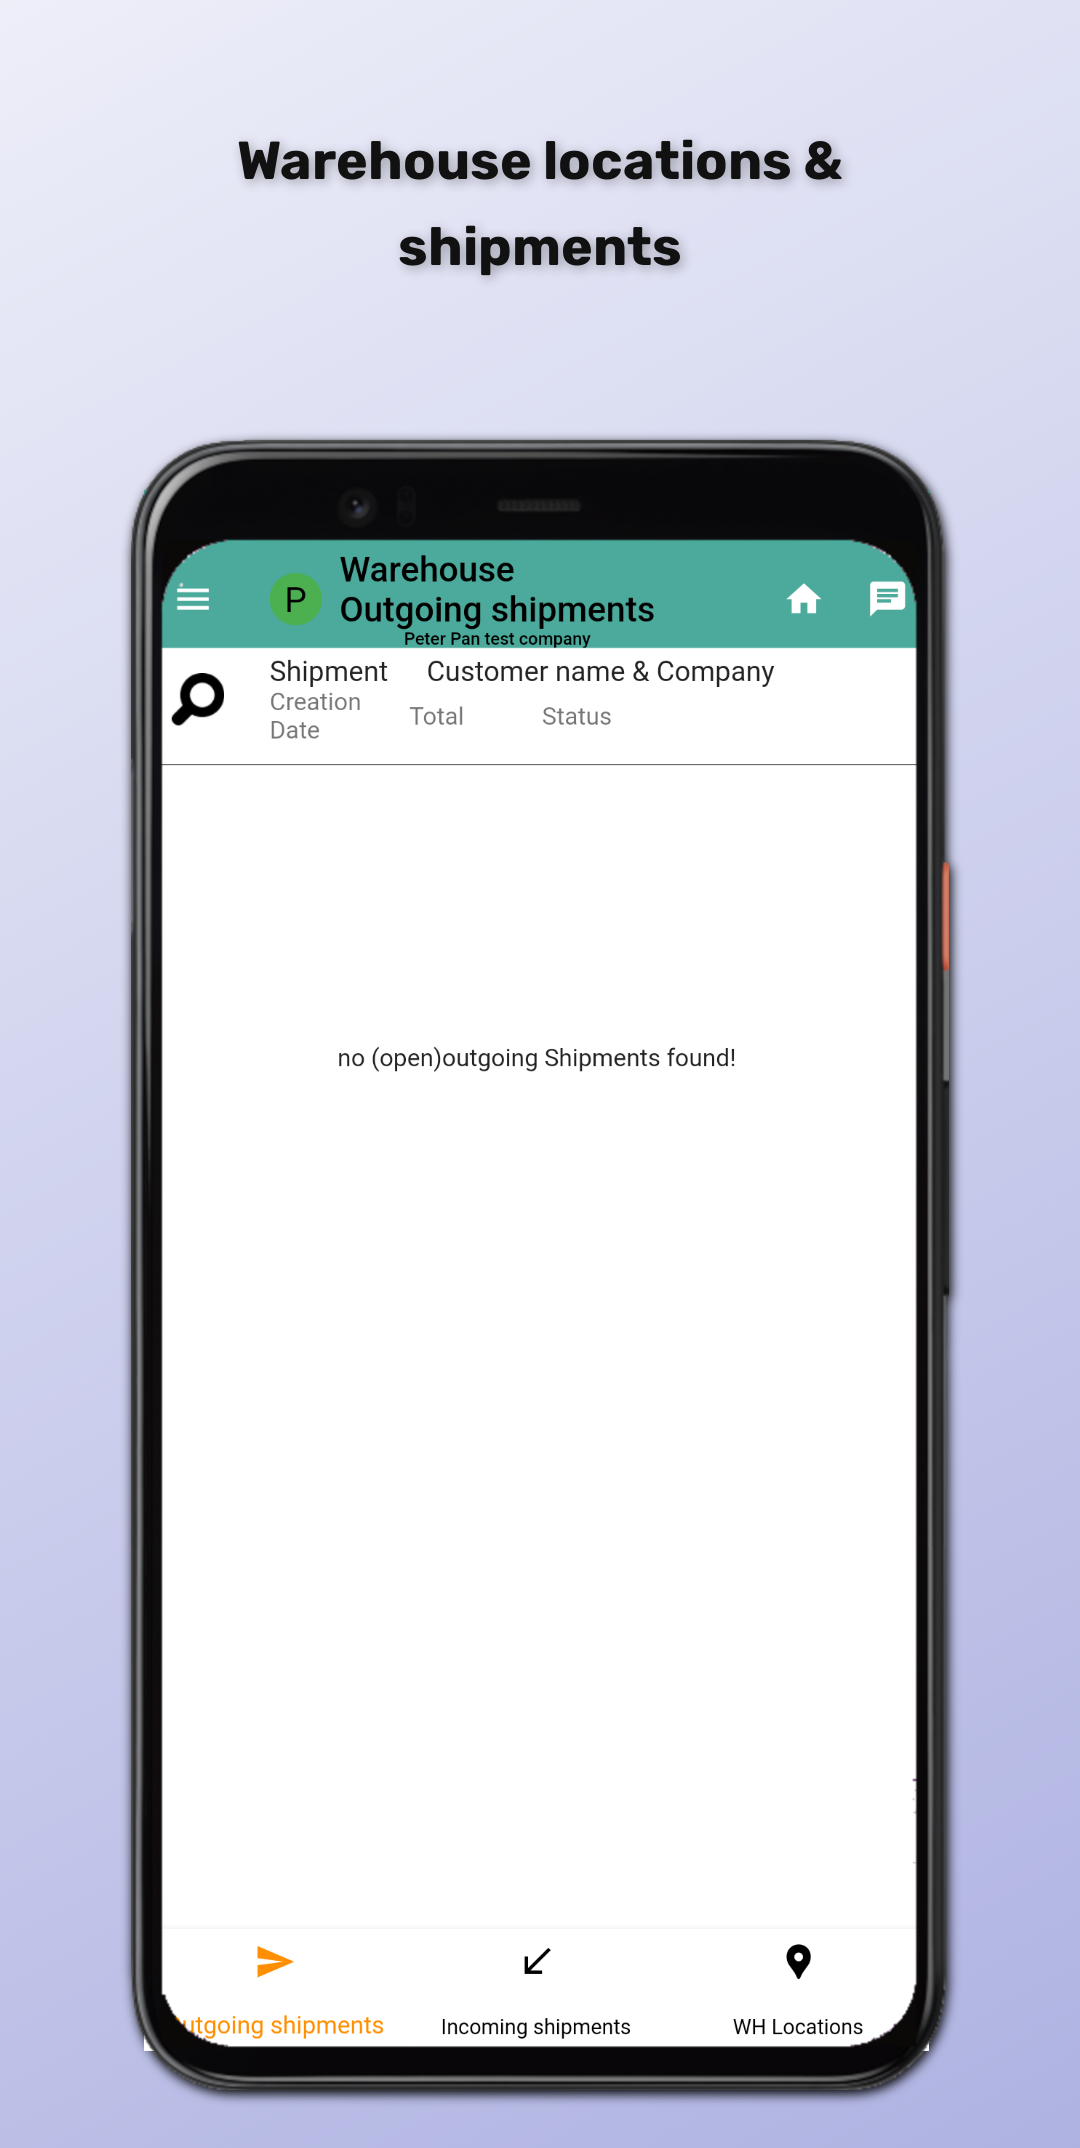 Warehouse locations &
shipments
P
Warehouse
Outgoing shipments
Peter Pan test company
Shipment Customer name & Company
Creation
Date
Total Status
no (open)outgoing Shipments found!
utgoing shipments Incoming shipments WH Locations